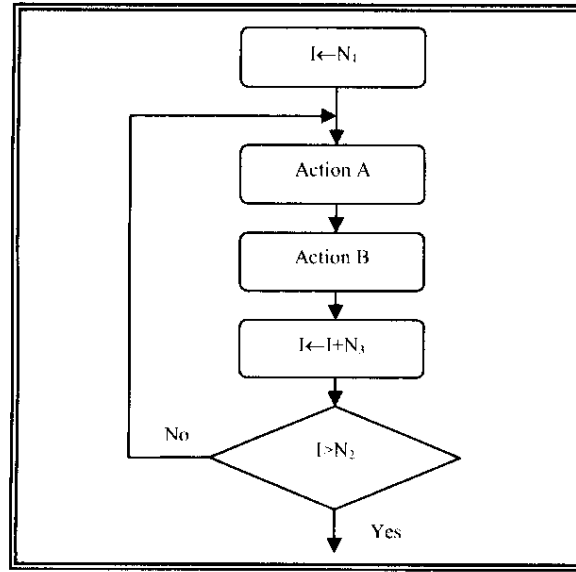 I←N₁
Action A
Action B
I←I+N₃
I>N₂
No
Yes